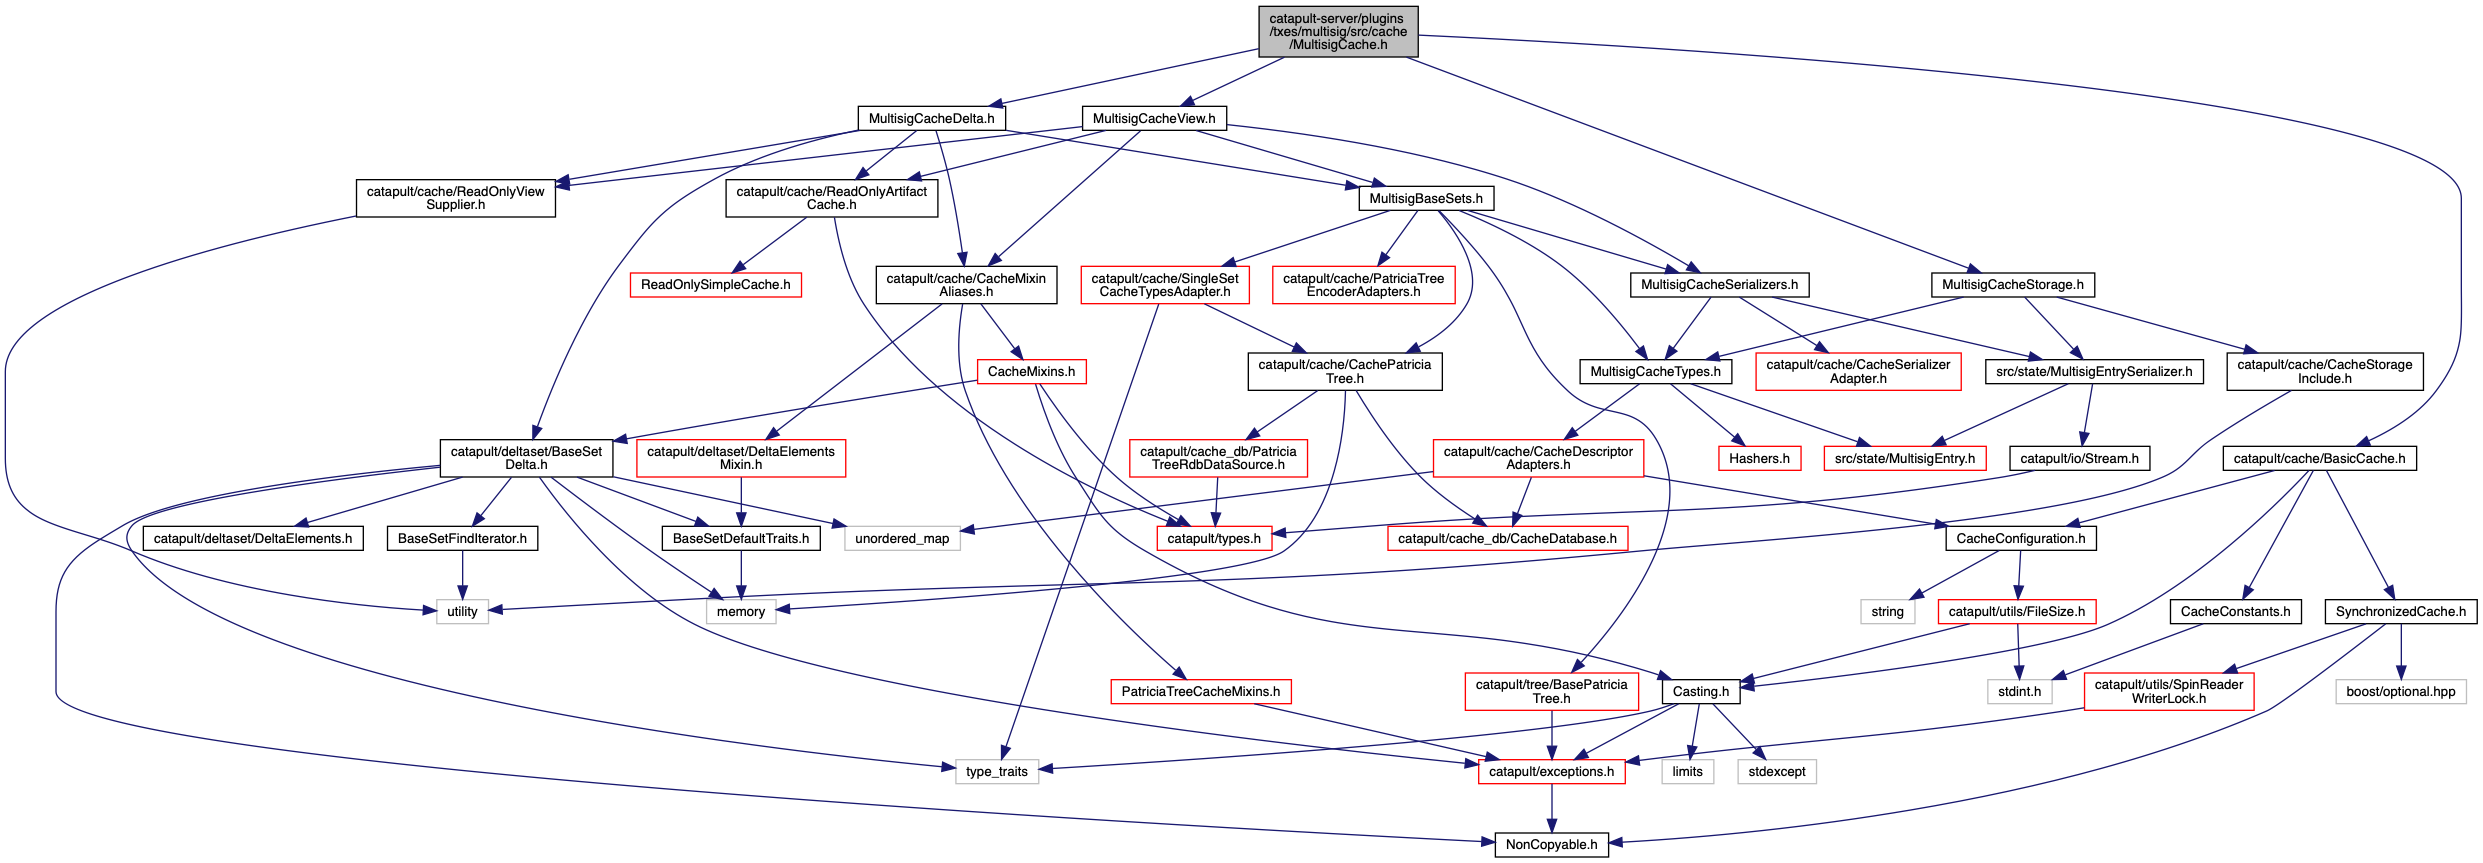 catapult-server/plugins
/txes/multisig/src/cache
/MultisigCache.h
MultisigCacheDelta.h
MultisigCacheView.h
catapult/cache/ReadOnlyView
Supplier.h
catapult/cache/ReadOnlyArtifact
Cache.h
MultisigBaseSets.h
ReadOnlySimpleCache.h
catapult/cache/CacheMixin
Aliases.h
catapult/cache/SingleSet
CacheTypesAdapter.h
catapult/cache/PatriciaTree
EncoderAdapters.h
MultisigCacheSerializers.h
MultisigCacheStorage.h
CacheMixins.h
catapult/cache/CachePatricia
Tree.h
MultisigCacheTypes.h
catapult/cache/CacheSerializer
Adapter.h
src/state/MultisigEntrySerializer.h
catapult/cache/CacheStorage
Include.h
catapult/deltaset/BaseSet
Delta.h
catapult/deltaset/DeltaElements
Mixin.h
catapult/cache_db/Patricia
TreeRdbDataSource.h
catapult/cache/CacheDescriptor
Adapters.h
Hashers.h
src/state/MultisigEntry.h
catapult/io/Stream.h
catapult/cache/BasicCache.h
catapult/deltaset/DeltaElements.h
BaseSetFindIterator.h
BaseSetDefaultTraits.h
unordered_map
catapult/types.h
catapult/cache_db/CacheDatabase.h
CacheConfiguration.h
utility
memory
string
catapult/utils/FileSize.h
CacheConstants.h
SynchronizedCache.h
PatriciaTreeCacheMixins.h
catapult/tree/BasePatricia
Tree.h
Casting.h
stdint.h
catapult/utils/SpinReader
WriterLock.h
boost/optional.hpp
type_traits
catapult/exceptions.h
limits
stdexcept
NonCopyable.h